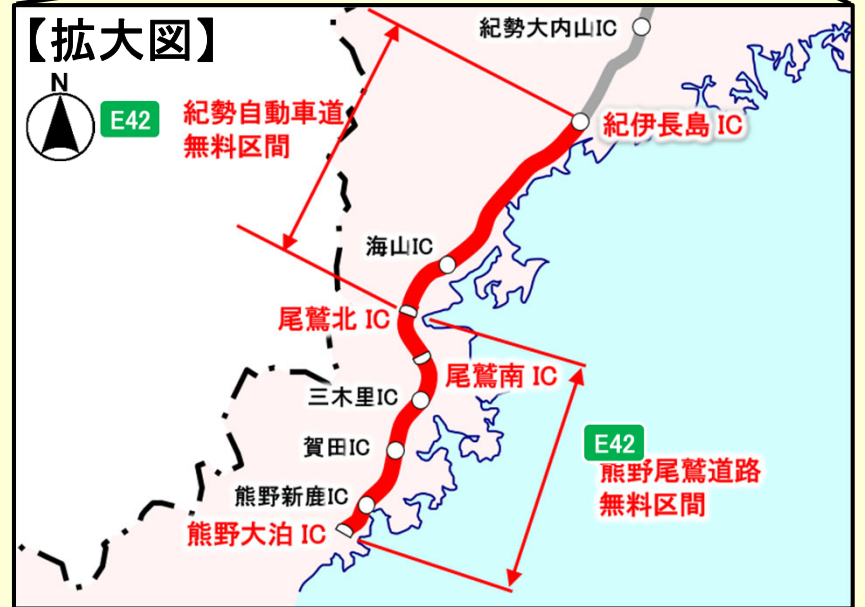 【拡大図】
紀勢大内山IC
N
E42
紀勢自動車道
無料区間
紀伊長島 IC
海山IC
尾鷲北 IC
尾鷲南 IC
三木里IC
賀田IC
E42
熊野尾鷲道路
無料区間
熊野新鹿IC
熊野大泊 IC